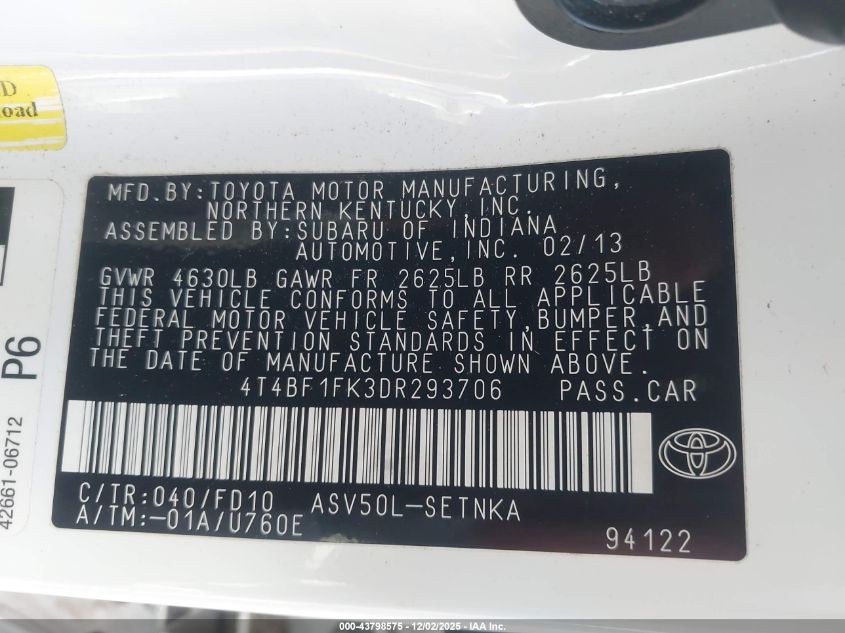 D
oad
MFD.BY:TOYOTA MOTOR MANUFACTURING,
NORTHERN KENTUCKY,INC.
ASSEMBLED BY:SUBARU OF INDIANA
AUTOMOTIVE,INC. 02/13
GVWR 4630LB GAWR FR 2625LB RR 2625LB
THIS VEHICLE CONFORMS TO ALL APPLICABLE
FEDERAL MOTOR VEHICLE SAFETY,BUMPER,AND
THEFT PREVENTION STANDARDS IN EFFECT ON
THE DATE OF MANUFACTURE SHOWN ABOVE.
4T4BF1FK3DR293706 PASS.CAR
C/TR:040/FD10 ASV50L-SETNKA
A/TM:-01A/U760E
94122
P6
42661-06712
000-43798575 - 12/02/2025 - IAA Inc.